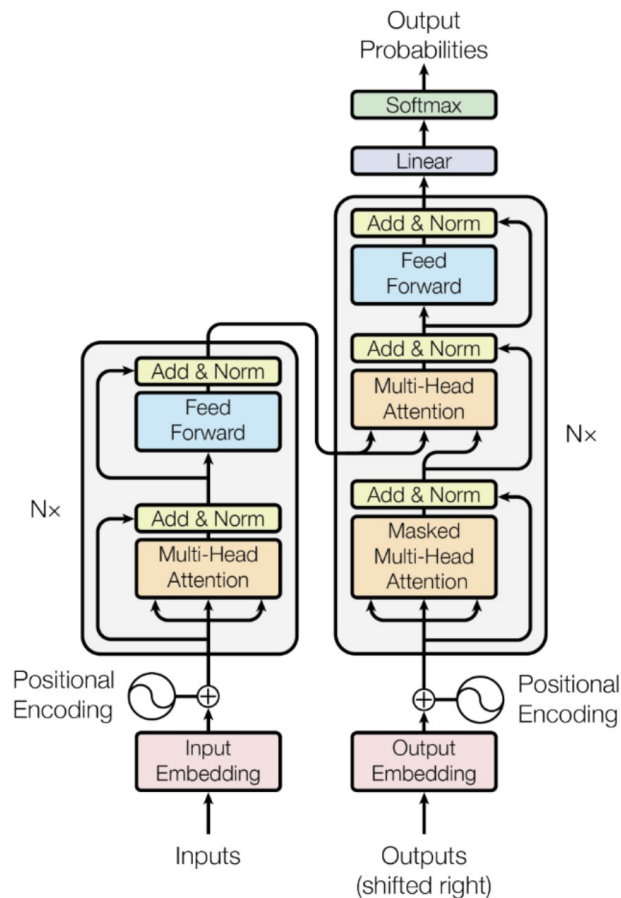 Output
Probabilities
Softmax
Linear
Add & Norm
Feed
Forward
Add & Norm
Multi-Head
Attention
Add & Norm
Masked
Multi-Head
Attention
N×
Add & Norm
Feed
Forward
Add & Norm
Multi-Head
Attention
N×
Positional
Encoding
Positional
Encoding
Input
Embedding
Output
Embedding
Inputs
Outputs
(shifted right)